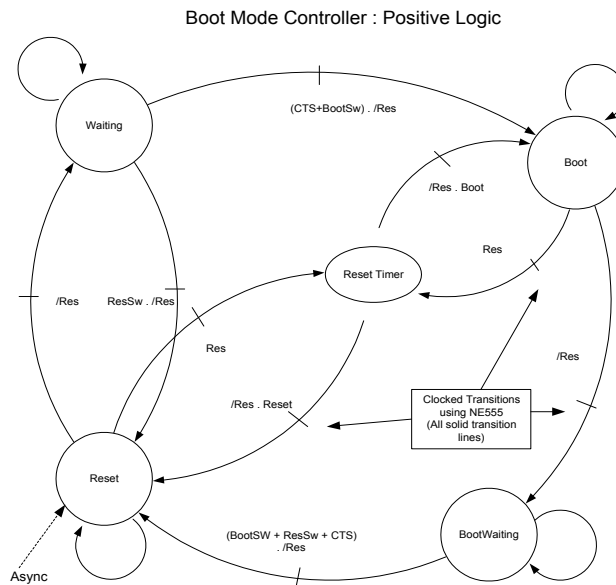 Boot Mode Controller : Positive Logic
(CTS+BootSw) . /Res
Waiting
Boot
/Res . Boot
Res
Reset Timer
/Res
ResSw . /Res
Res
/Res
/Res . Reset
Clocked Transitions
using NE555
(All solid transition
lines)
Reset
(BootSW + ResSw + CTS)
. /Res
BootWaiting
Async